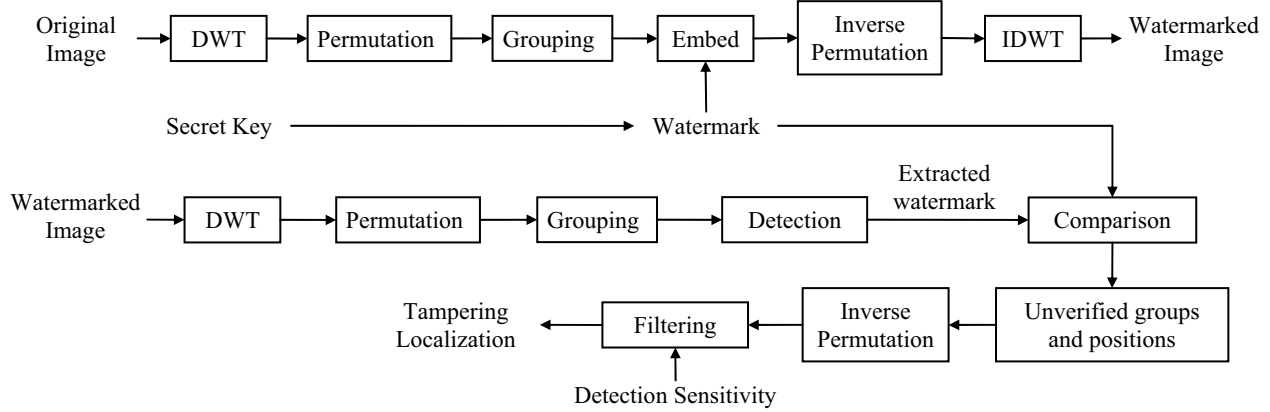 Original
Image
DWT
Permutation
Grouping
Embed
Inverse
Permutation
IDWT
Watermarked
Image
Secret Key
Watermark
Watermarked
Image
DWT
Permutation
Grouping
Detection
Extracted
watermark
Comparison
Tampering
Localization
Filtering
Inverse
Permutation
Unverified groups
and positions
Detection Sensitivity